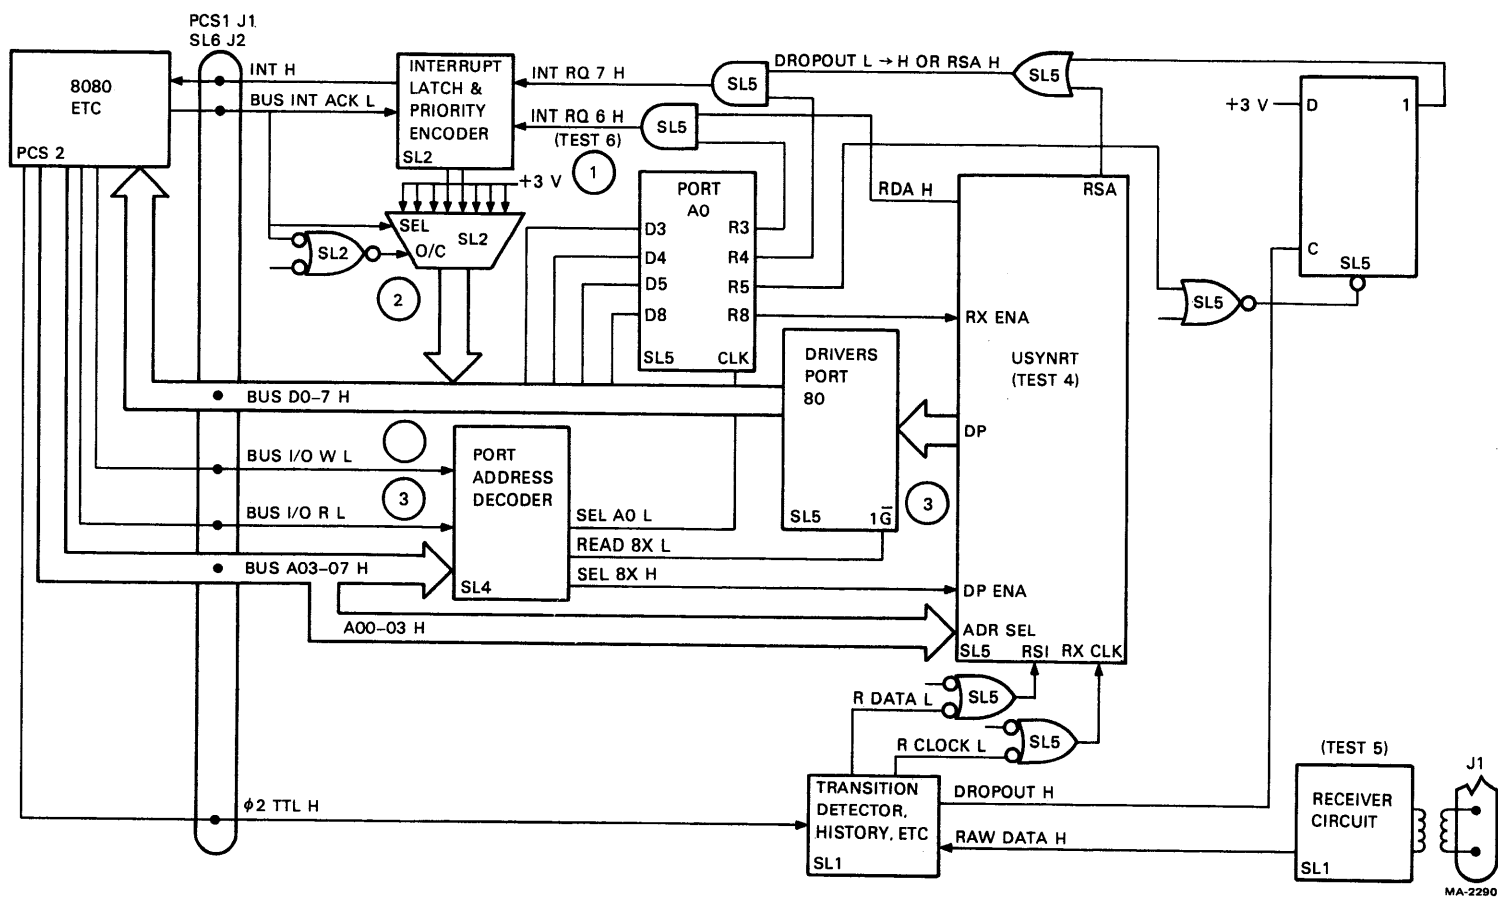 PCS1 J1
SL6 J2
8080
ETC
PCS 2
INT H
BUS INT ACK L
INTERRUPT
LATCH &
PRIORITY
ENCODER
SL2
INT RQ 7 H
INT RQ 6 H
(TEST 6)
1
SL5
SL5
DROPOUT L → H OR RSA H
SL5
+3 V
D
1
C
SL5
+3 V
SEL
SL2
O/C
SL2
2
PORT
A0
D3
D4
D5
D8
R3
R4
R5
R8
SL5
CLK
RDA H
RSA
RX ENA
USYNRT
(TEST 4)
DP
DP ENA
ADR SEL
SL5
RSI
RX CLK
SL5
DRIVERS
PORT
80
SL5
1G̅
3
BUS D0–7 H
BUS I/O W L
3
BUS I/O R L
BUS A03–07 H
PORT
ADDRESS
DECODER
SL4
SEL A0 L
READ 8X L
SEL 8X H
A00–03 H
R DATA L
SL5
R CLOCK L
SL5
φ2 TTL H
TRANSITION
DETECTOR,
HISTORY, ETC
SL1
DROPOUT H
RAW DATA H
(TEST 5)
RECEIVER
CIRCUIT
SL1
J1
MA-2290